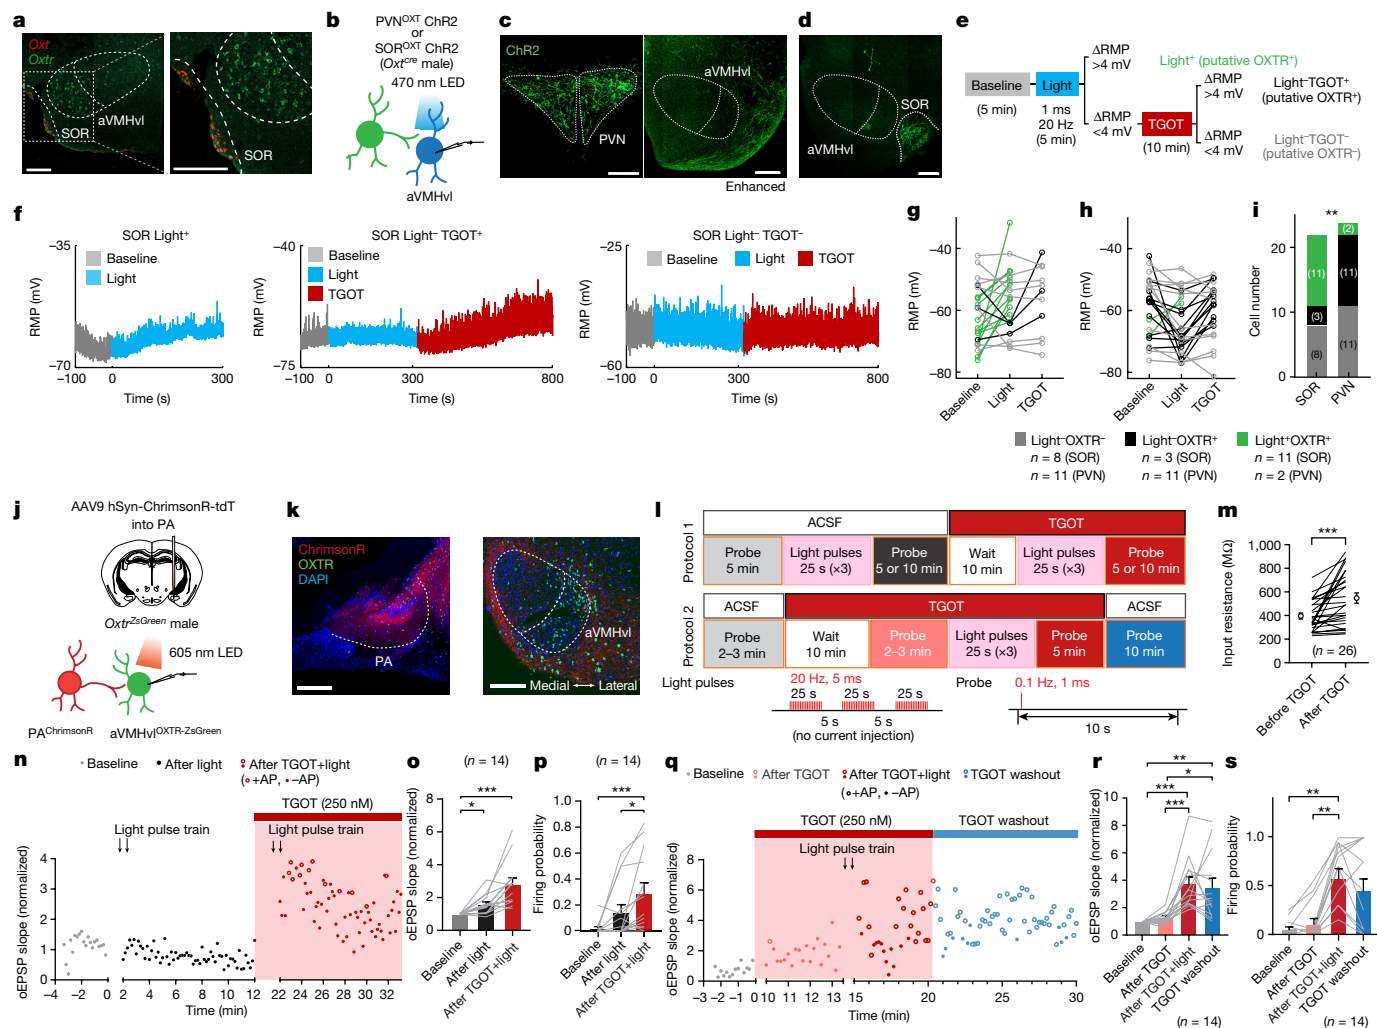 a
Oxt
Oxtr
SOR
aVMHvl
SOR
b
PVNOXT ChR2
or
SOROXT ChR2
(Oxtcre male)
470 nm LED
aVMHvl
c
ChR2
PVN
aVMHvl
Enhanced
d
SOR
aVMHvl
e
Baseline
(5 min)
Light
1 ms
20 Hz
(5 min)
ΔRMP
>4 mV
Light+ (putative OXTR+)
ΔRMP
<4 mV
TGOT
(10 min)
ΔRMP
>4 mV
Light–TGOT+
(putative OXTR+)
ΔRMP
<4 mV
Light–TGOT–
(putative OXTR–)
f
SOR Light+
Baseline
Light
RMP (mV)
–35
–70
–100 0 300
Time (s)
SOR Light– TGOT+
Baseline
Light
TGOT
RMP (mV)
–40
–75
–100 0 300 800
Time (s)
SOR Light– TGOT–
Baseline Light TGOT
RMP (mV)
–25
–60
–100 0 300 800
Time (s)
g
RMP (mV)
–40
–60
–80
Baseline Light TGOT
h
RMP (mV)
–40
–60
–80
Baseline Light TGOT
i
**
Cell number
20
10
0
(11)
(3)
(8)
(2)
(11)
(11)
SOR PVN
Light–OXTR–
n = 8 (SOR)
n = 11 (PVN)
Light–OXTR+
n = 3 (SOR)
n = 11 (PVN)
Light+OXTR+
n = 11 (SOR)
n = 2 (PVN)
j
AAV9 hSyn-ChrimsonR-tdT
into PA
OxtrZsGreen male
605 nm LED
PAChrimsonR
aVMHvlOXTR-ZsGreen
k
ChrimsonR
OXTR
DAPI
PA
aVMHvl
Medial ↔ Lateral
l
Protocol 1
ACSF TGOT
Probe
5 min
Light pulses
25 s (×3)
Probe
5 or 10 min
Wait
10 min
Light pulses
25 s (×3)
Probe
5 or 10 min
Protocol 2
ACSF TGOT ACSF
Probe
2–3 min
Wait
10 min
Probe
2–3 min
Light pulses
25 s (×3)
Probe
5 min
Probe
10 min
Light pulses
20 Hz, 5 ms
25 s 25 s 25 s
5 s 5 s
(no current injection)
Probe
0.1 Hz, 1 ms
10 s
m
***
Input resistance (MΩ)
1,000
800
600
400
200
0
(n = 26)
Before TGOT After TGOT
n
Baseline After light After TGOT+light
(○ +AP, • –AP)
TGOT (250 nM)
Light pulse train Light pulse train
oEPSP slope (normalized)
4
3
2
1
0
–4 –2 0 2 4 6 8 10 12 22 24 26 28 30 32
Time (min)
o
(n = 14)
***
*
oEPSP slope (normalized)
8
6
4
2
0
Baseline After light After TGOT+light
p
(n = 14)
***
*
Firing probability
1.0
0.8
0.6
0.4
0.2
0
Baseline After light After TGOT+light
q
Baseline After TGOT After TGOT+light TGOT washout
(○ +AP, • –AP)
TGOT (250 nM) TGOT washout
Light pulse train
oEPSP slope (normalized)
8
6
4
2
0
–3 –2 –1 0 10 11 12 13 15 20 25 30
Time (min)
r
**
*
***
***
oEPSP slope (normalized)
10
8
6
4
2
0
Baseline After TGOT After TGOT+light TGOT washout
(n = 14)
s
**
**
Firing probability
1.0
0.5
0
Baseline After TGOT After TGOT+light TGOT washout
(n = 14)